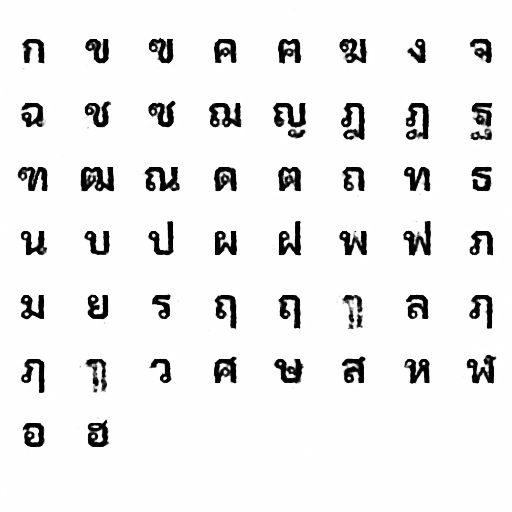 ก ข ฃ ค ฅ ฆ ง จ
ฉ ช ซ ฌ ญ ฎ ฏ ฐ
ฑ ฒ ณ ด ต ถ ท ธ
น บ ป ผ ฝ พ ฟ ภ
ม ย ร ฤ ฤ ล ฦ
ฦ ว ศ ษ ส ห ฬ
อ ฮ